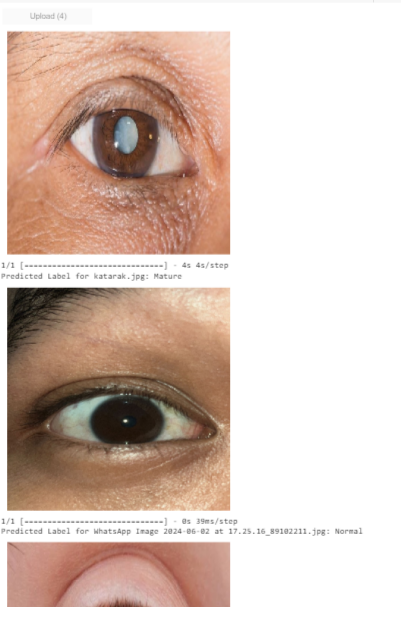 Upload (4)
1/1 [==============================] - 4s 4s/step
Predicted Label for katarak.jpg: Mature
1/1 [==============================] - 0s 39ms/step
Predicted Label for WhatsApp Image 2024-06-02 at 17.25.16_89102211.jpg: Normal